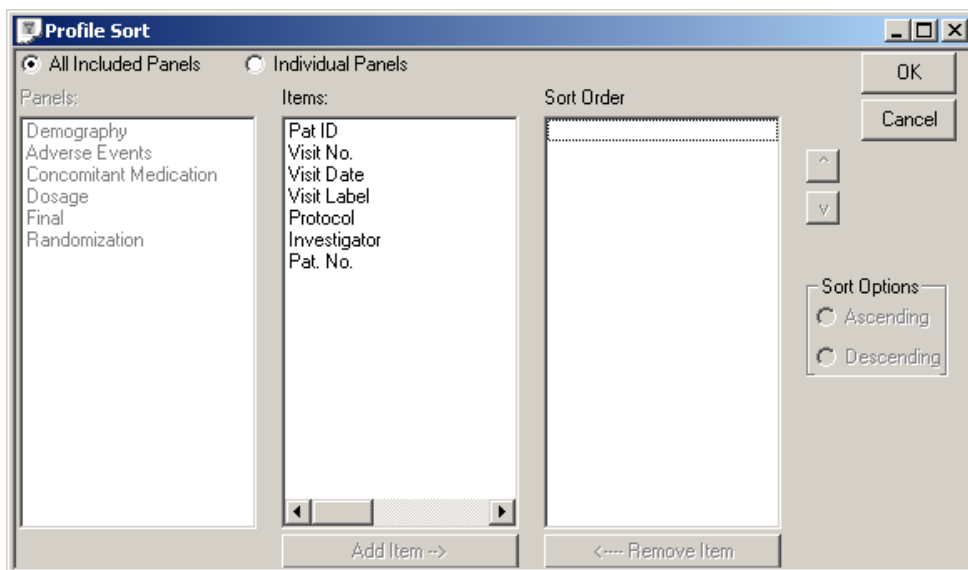 Profile Sort
All Included Panels
Individual Panels
OK
Panels:
Items:
Sort Order
Cancel
Demography
Adverse Events
Concomitant Medication
Dosage
Final
Randomization
Pat ID
Visit No.
Visit Date
Visit Label
Protocol
Investigator
Pat. No.
^
v
Sort Options
Ascending
Descending
Add Item -->
<---- Remove Item